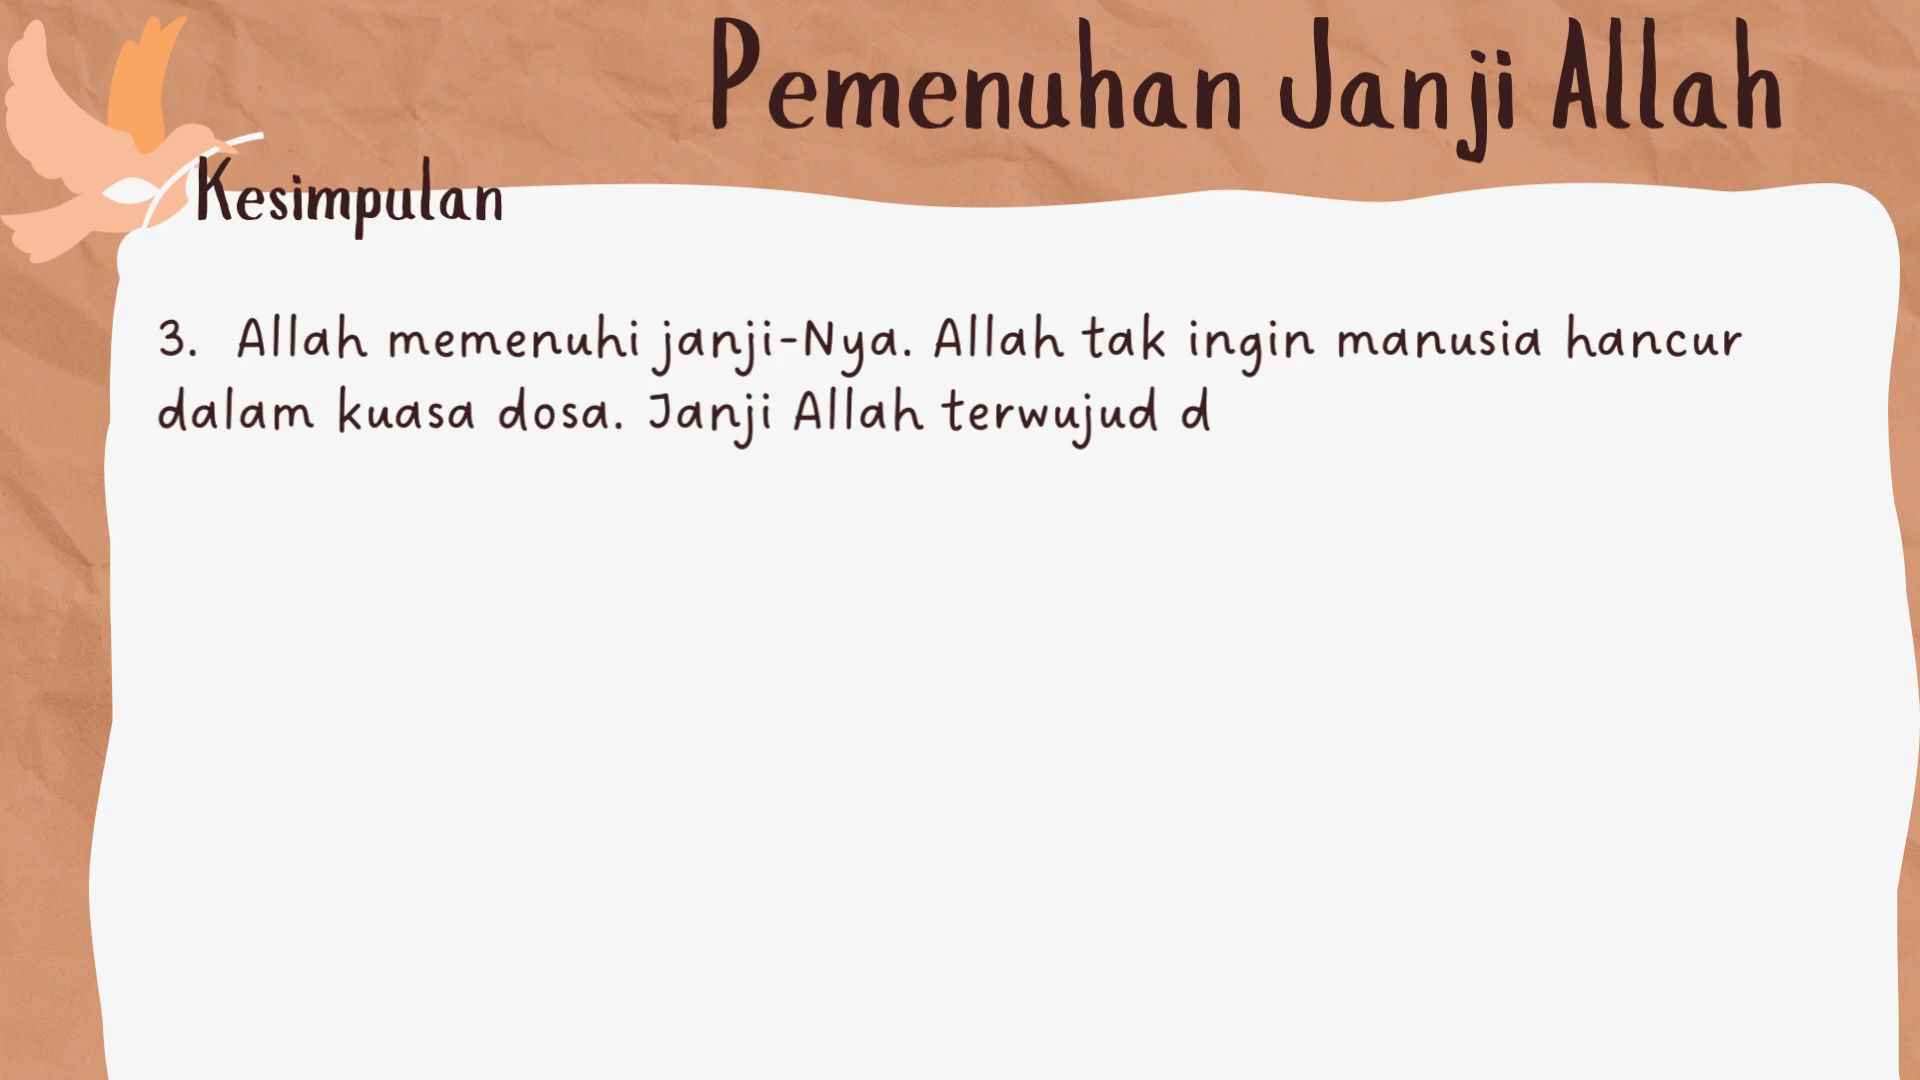 Pemenuhan Janji Allah
Kesimpulan
3. Allah memenuhi janji-Nya. Allah tak ingin manusia hancur
dalam kuasa dosa. Janji Allah terwujud d